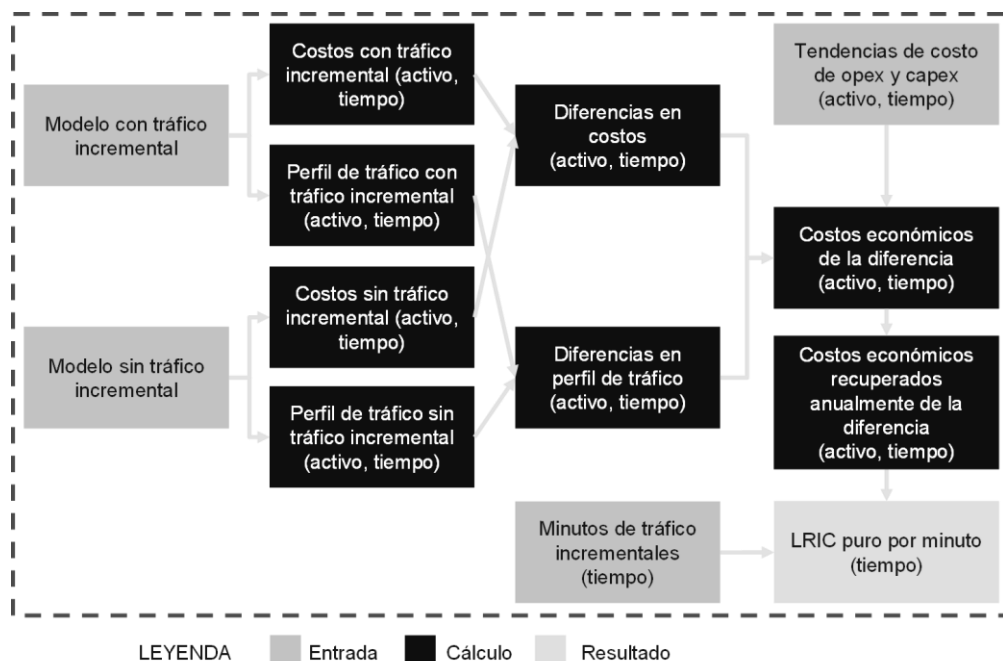 Modelo con tráfico
incremental
Modelo sin tráfico
incremental
Costos con tráfico
incremental (activo,
tiempo)
Perfil de tráfico con
tráfico incremental
(activo, tiempo)
Costos sin tráfico
incremental (activo,
tiempo)
Perfil de tráfico sin
tráfico incremental
(activo, tiempo)
Diferencias en
costos
(activo, tiempo)
Diferencias en
perfil de tráfico
(activo, tiempo)
Minutos de tráfico
incrementales
(tiempo)
Tendencias de costo
de opex y capex
(activo, tiempo)
Costos económicos
de la diferencia
(activo, tiempo)
Costos económicos
recuperados
anualmente de la
diferencia
(activo, tiempo)
LRIC puro por minuto
(tiempo)
LEYENDA
Entrada
Cálculo
Resultado